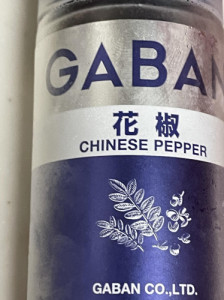 GABAN
花椒
CHINESE PEPPER
GABAN CO.,LTD.